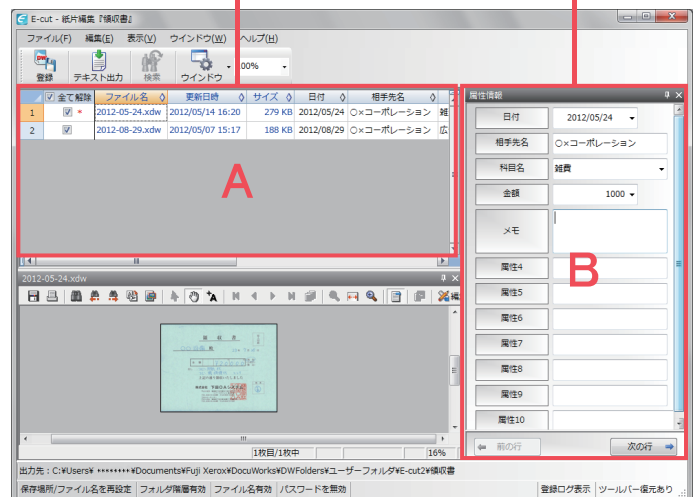 E-cut - 紙片編集『領収書』
ファイル(F) 編集(E) 表示(V) ウインドウ(W) ヘルプ(H)
登録 テキスト出力 検索 ウインドウ 00%
全て解除 ファイル名 更新日時 サイズ 日付 相手先名
1 * 2012-05-24.xdw 2012/05/14 16:20 279 KB 2012/05/24 ○×コーポレーション 雑
2 2012-08-29.xdw 2012/05/07 15:17 188 KB 2012/08/29 ○×コーポレーション 広
A
属性情報
日付 2012/05/24
相手先名 ○×コーポレーション
科目名 雑費
金額 1000
メモ
B
属性4
属性5
属性6
属性7
属性8
属性9
属性10
前の行 次の行
2012-05-24.xdw
編
領収書
1枚目/1枚中 16%
出力先:C:¥Users¥ ********¥Documents¥Fuji Xerox¥DocuWorks¥DWFolders¥ユーザーフォルダ¥E-cut2¥領収書
保存場所/ファイル名を再設定 フォルダ階層有効 ファイル名有効 パスワードを無効 登録ログ表示 ツールバー復元あり